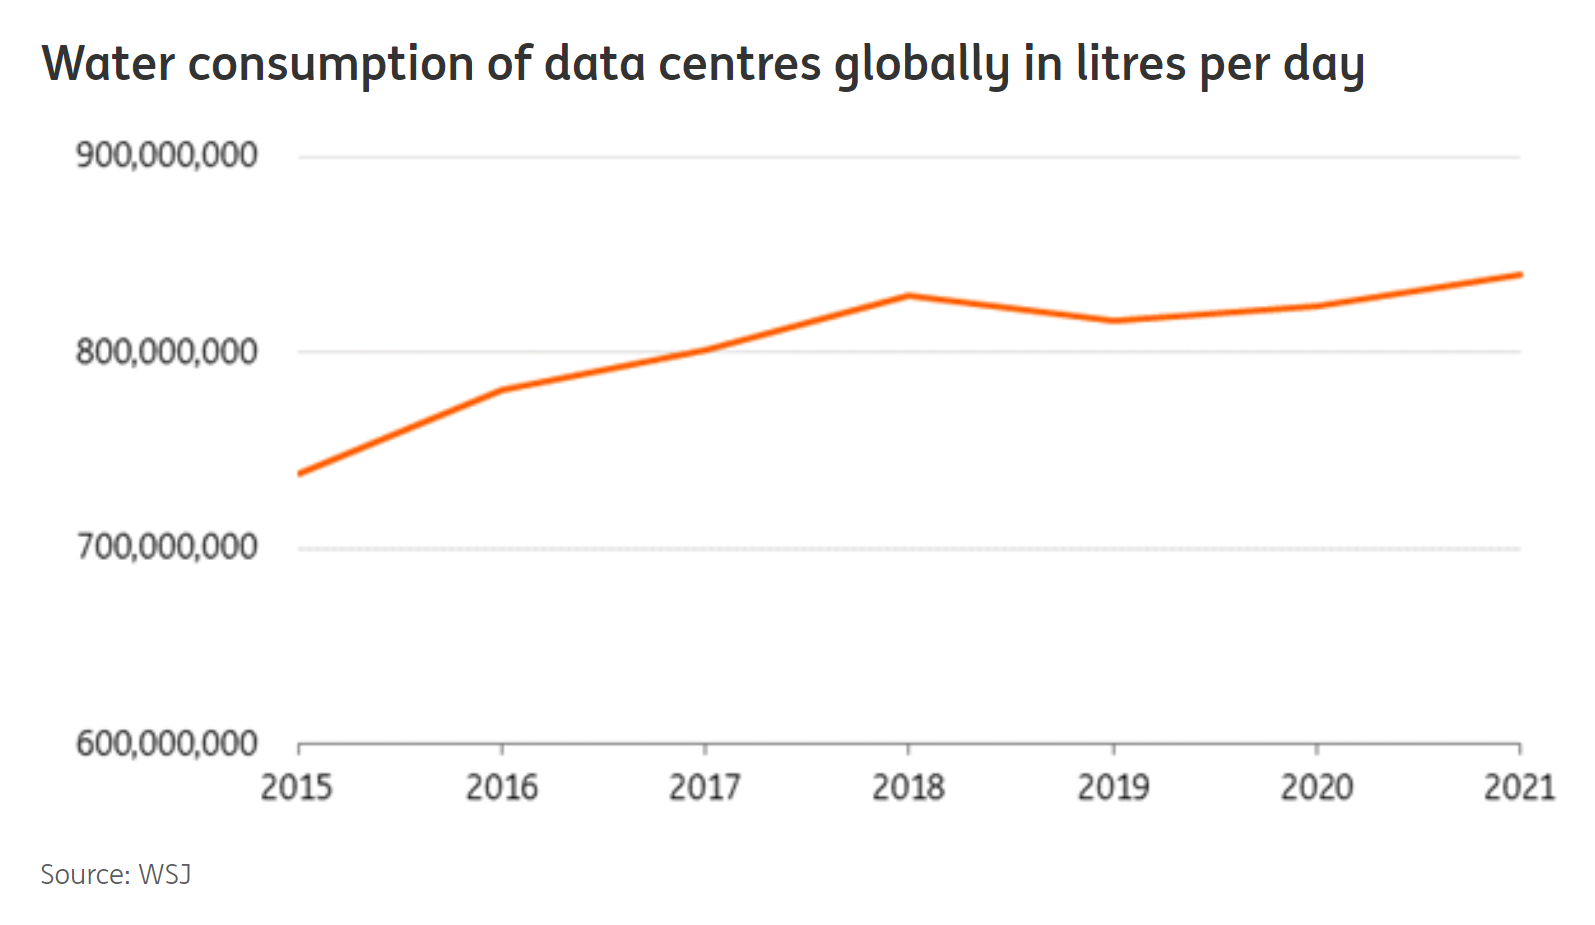 Water consumption of data centres globally in litres per day
900,000,000
800,000,000
700,000,000
600,000,000
2015 2016 2017 2018 2019 2020 2021
Source: WSJ